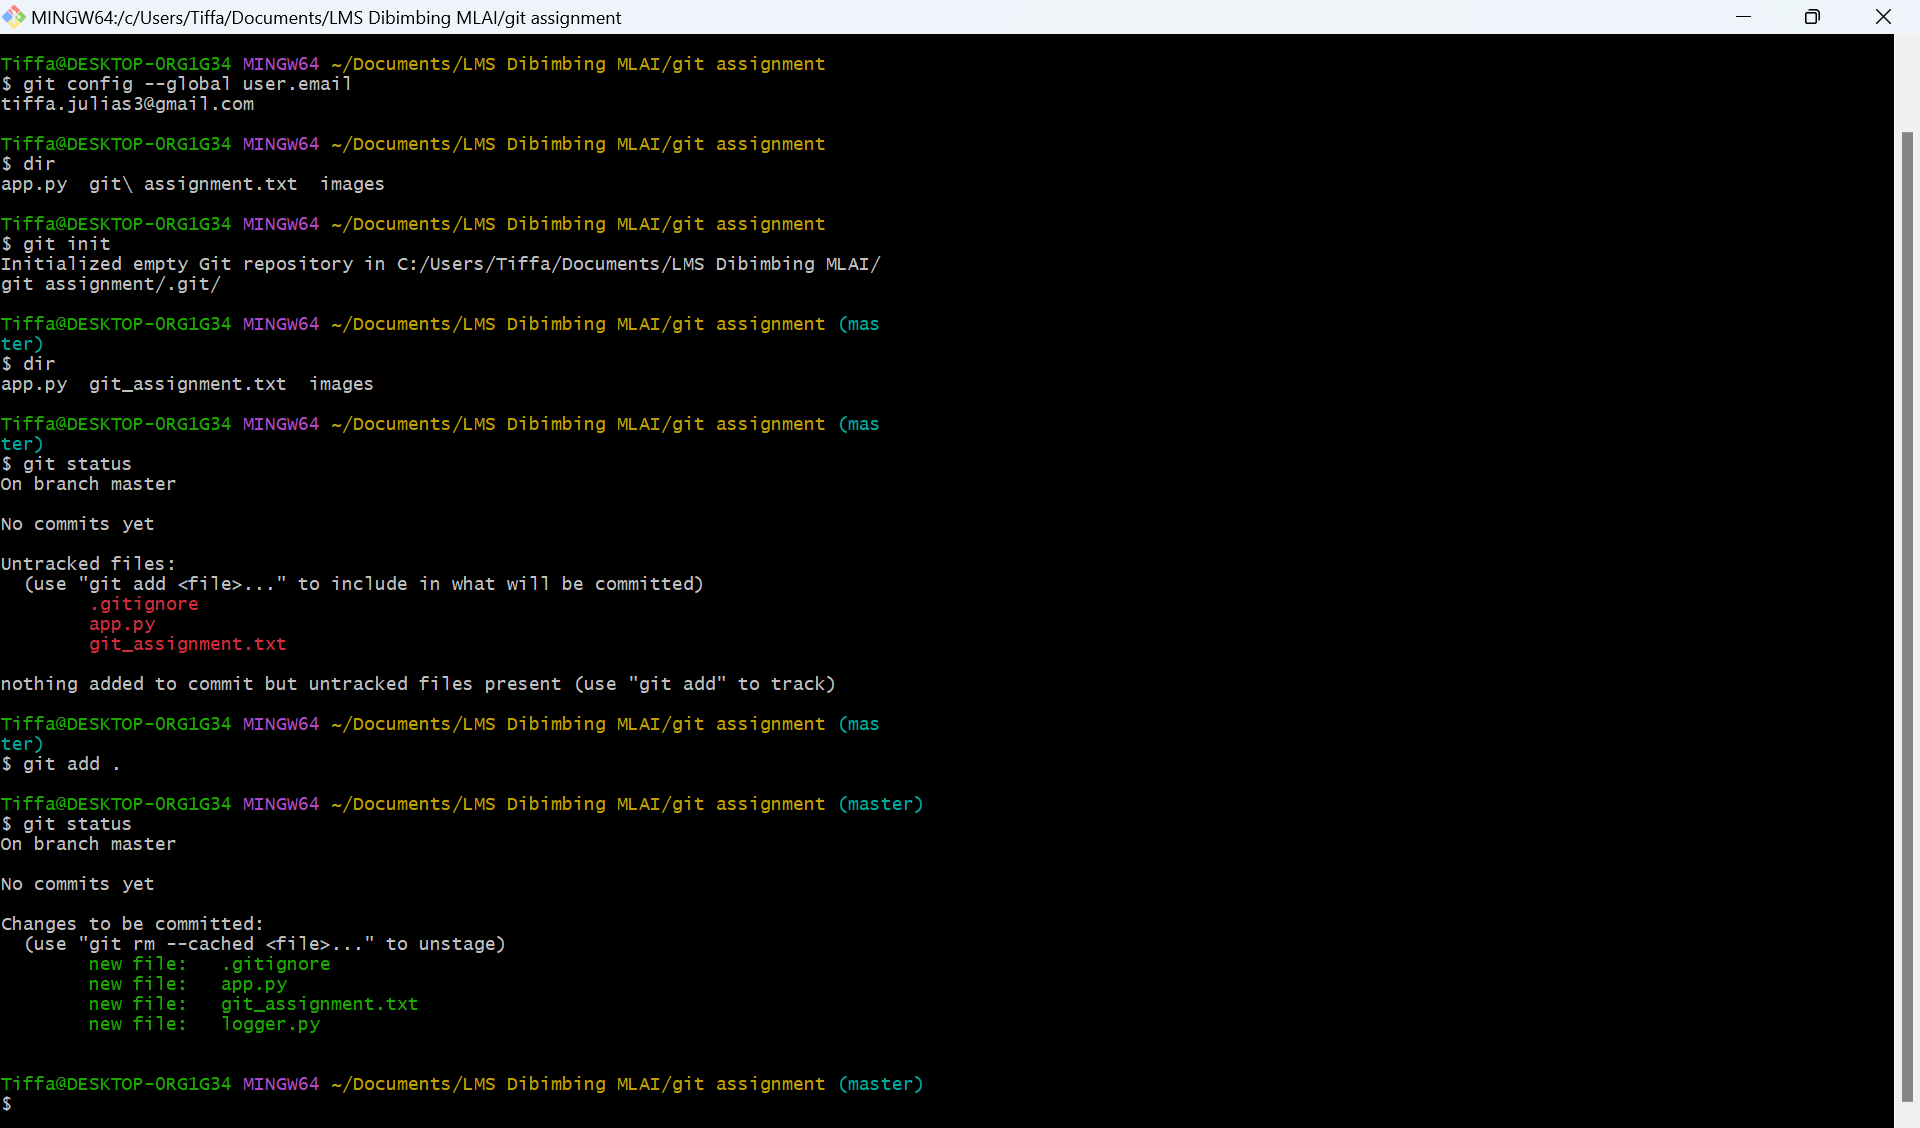 MINGW64:/c/Users/Tiffa/Documents/LMS Dibimbing MLAI/git assignment
Tiffa@DESKTOP-ORG1G34 MINGW64 ~/Documents/LMS Dibimbing MLAI/git assignment
$ git config --global user.email
tiffa.julias3@gmail.com
Tiffa@DESKTOP-ORG1G34 MINGW64 ~/Documents/LMS Dibimbing MLAI/git assignment
$ dir
app.py  git\ assignment.txt  images
Tiffa@DESKTOP-ORG1G34 MINGW64 ~/Documents/LMS Dibimbing MLAI/git assignment
$ git init
Initialized empty Git repository in C:/Users/Tiffa/Documents/LMS Dibimbing MLAI/
git assignment/.git/
Tiffa@DESKTOP-ORG1G34 MINGW64 ~/Documents/LMS Dibimbing MLAI/git assignment (mas
ter)
$ dir
app.py  git_assignment.txt  images
Tiffa@DESKTOP-ORG1G34 MINGW64 ~/Documents/LMS Dibimbing MLAI/git assignment (mas
ter)
$ git status
On branch master
No commits yet
Untracked files:
  (use "git add <file>..." to include in what will be committed)
        .gitignore
        app.py
        git_assignment.txt
nothing added to commit but untracked files present (use "git add" to track)
Tiffa@DESKTOP-ORG1G34 MINGW64 ~/Documents/LMS Dibimbing MLAI/git assignment (mas
ter)
$ git add .
Tiffa@DESKTOP-ORG1G34 MINGW64 ~/Documents/LMS Dibimbing MLAI/git assignment (master)
$ git status
On branch master
No commits yet
Changes to be committed:
  (use "git rm --cached <file>..." to unstage)
        new file:   .gitignore
        new file:   app.py
        new file:   git_assignment.txt
        new file:   logger.py
Tiffa@DESKTOP-ORG1G34 MINGW64 ~/Documents/LMS Dibimbing MLAI/git assignment (master)
$